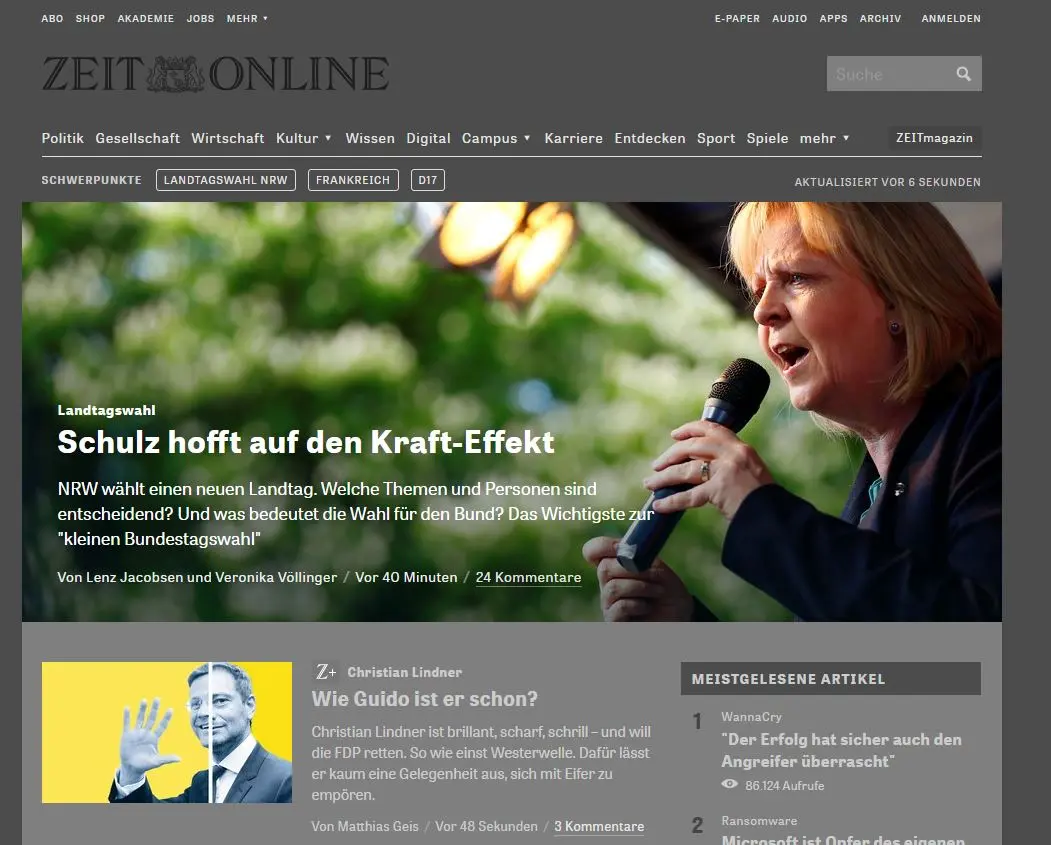 ABO SHOP AKADEMIE JOBS MEHR
E-PAPER AUDIO APPS ARCHIV ANMELDEN
ZEIT ONLINE
Suche
Politik Gesellschaft Wirtschaft Kultur Wissen Digital Campus Karriere Entdecken Sport Spiele mehr ZEITmagazin
SCHWERPUNKTE LANDTAGSWAHL NRW FRANKREICH D17
AKTUALISIERT VOR 6 SEKUNDEN
Landtagswahl
Schulz hofft auf den Kraft-Effekt
NRW wählt einen neuen Landtag. Welche Themen und Personen sind
entscheidend? Und was bedeutet die Wahl für den Bund? Das Wichtigste zur
"kleinen Bundestagswahl"
Von Lenz Jacobsen und Veronika Völlinger / Vor 40 Minuten / 24 Kommentare
Z+ Christian Lindner
Wie Guido ist er schon?
Christian Lindner ist brillant, scharf, schrill – und will
die FDP retten. So wie einst Westerwelle. Dafür lässt
er kaum eine Gelegenheit aus, sich mit Eifer zu
empören.
Von Matthias Geis / Vor 48 Sekunden / 3 Kommentare
MEISTGELESENE ARTIKEL
1 WannaCry
"Der Erfolg hat sicher auch den
Angreifer überrascht"
86.124 Aufrufe
2 Ransomware
Microsoft ist Opfer des eigenen